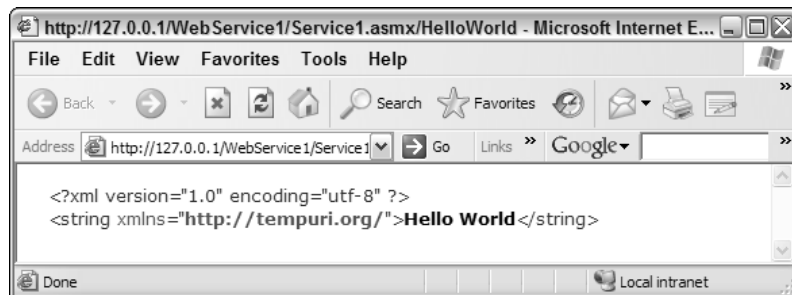 http://127.0.0.1/WebService1/Service1.asmx/HelloWorld - Microsoft Internet E...
File Edit View Favorites Tools Help
Back Search Favorites »
Address http://127.0.0.1/WebService1/Service1 Go Links » Google »
<?xml version="1.0" encoding="utf-8" ?>
<string xmlns="http://tempuri.org/">Hello World</string>
Done Local intranet